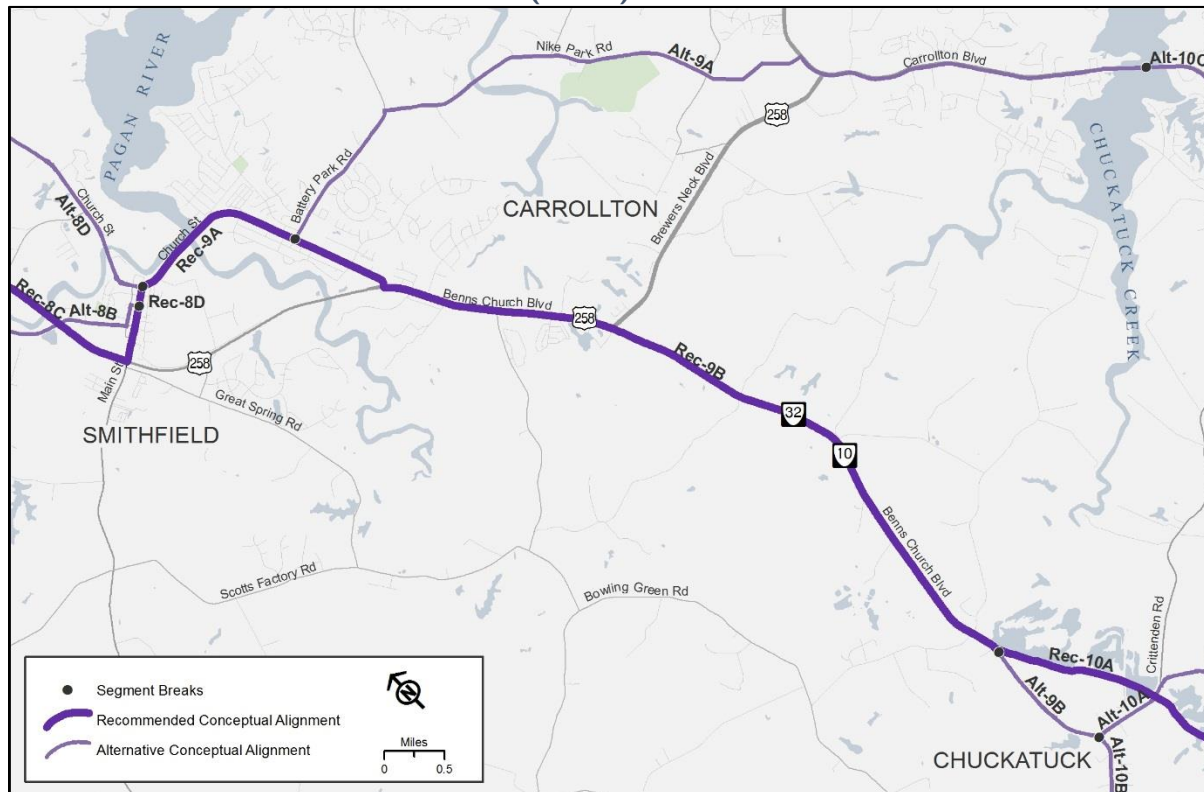 PAGAN RIVER
Nike Park Rd
Alt-9A
Carrollton Blvd
Alt-10C
258
CHUCKATUCK CREEK
Battery Park Rd
Church St
Alt-8D
Church St
Rec-9A
CARROLLTON
Brewers Neck Blvd
Rec-8C
Alt-8B
Rec-8D
Benns Church Blvd
258
Rec-9B
258
Main St
Great Spring Rd
SMITHFIELD
32
10
Benns Church Blvd
Scotts Factory Rd
Bowling Green Rd
Crittenden Rd
Rec-10A
Alt-9B
Alt-10A
CHUCKATUCK
Alt-10B
Segment Breaks
Recommended Conceptual Alignment
Alternative Conceptual Alignment
N
Miles
0 0.5